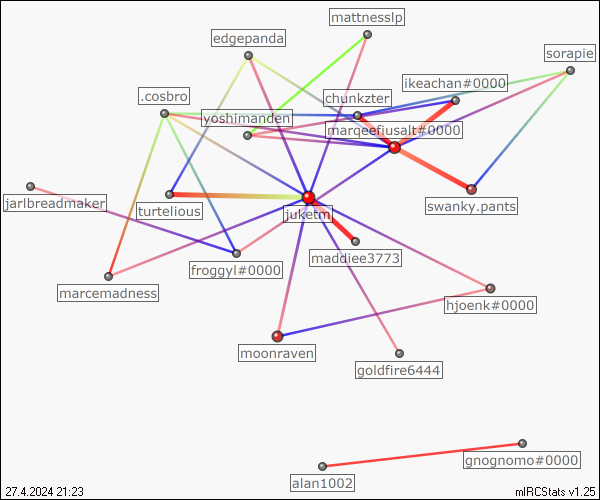 mattnesslp
edgepanda
sorapie
ikeachan#0000
.cosbro
chunkzter
yoshimanden
marqeefiusalt#0000
jarlbreadmaker
turtelious
juketm
swanky.pants
maddiee3773
froggyl#0000
marcemadness
hjoenk#0000
moonraven
goldfire6444
gnognomo#0000
alan1002
27.4.2024 21:23
mIRCStats v1.25